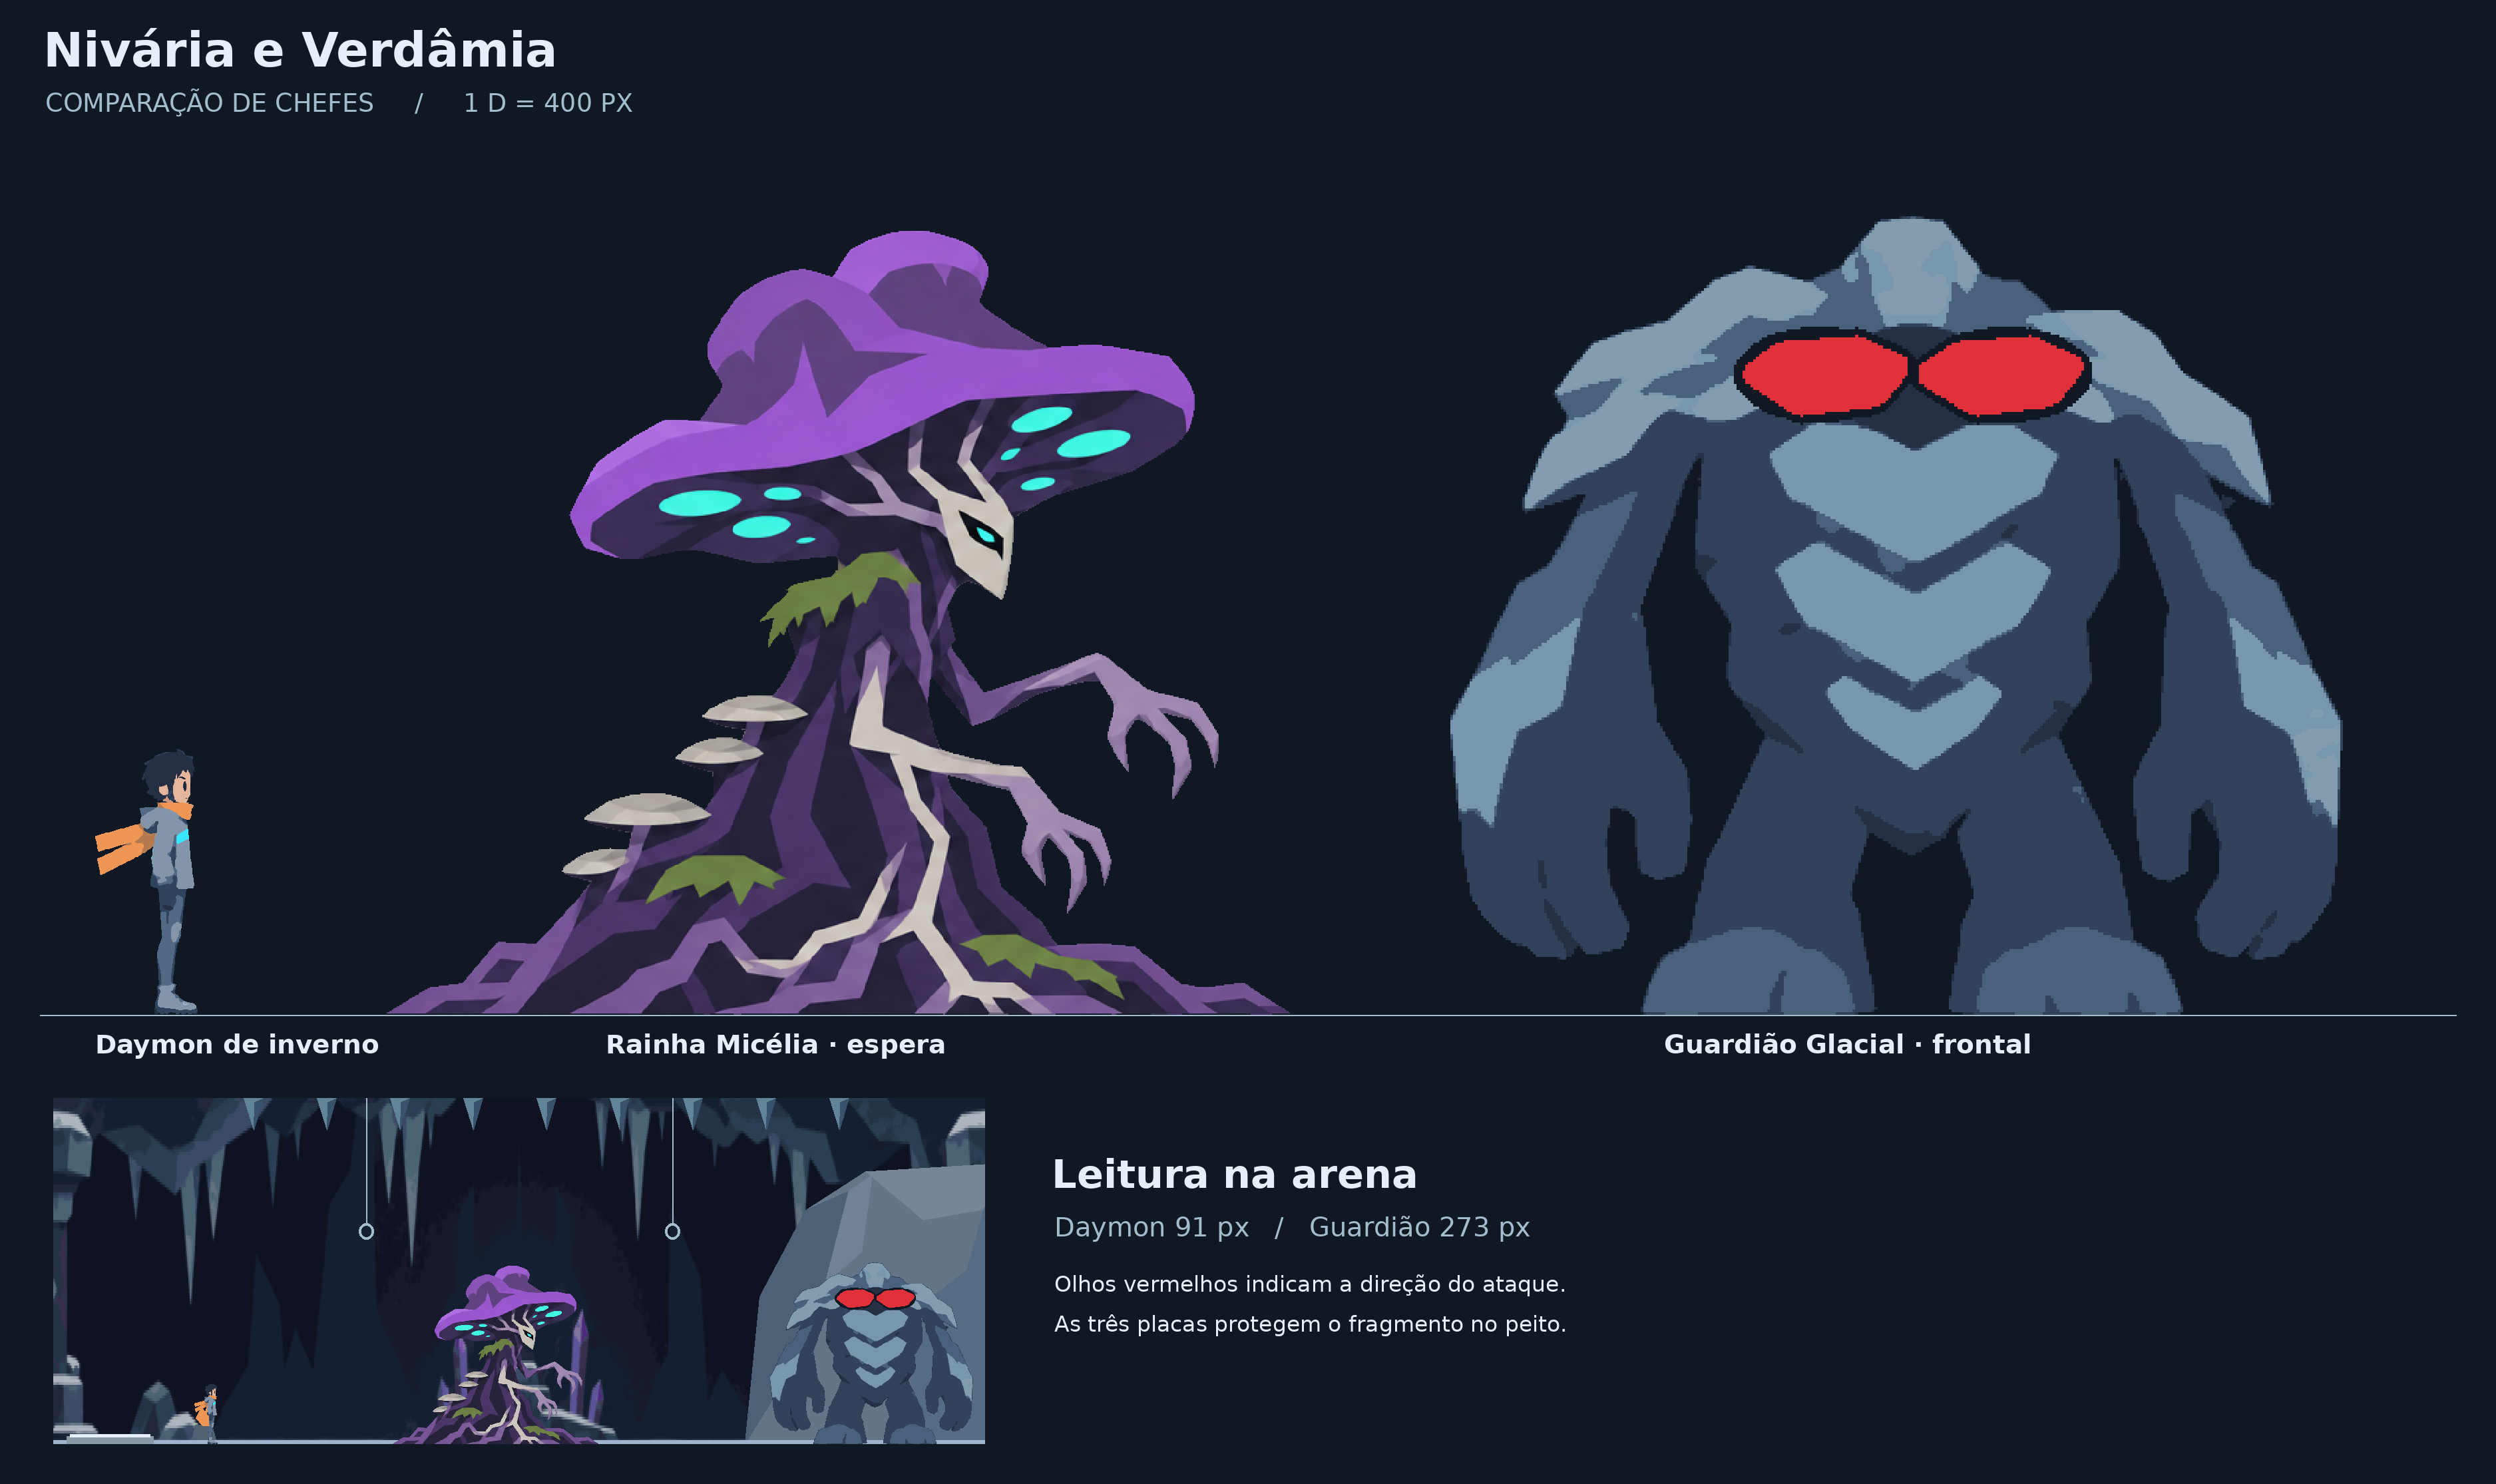 Nivária e Verdâmia
COMPARAÇÃO DE CHEFES / 1 D = 400 PX
Daymon de inverno
Rainha Micélia · espera
Guardião Glacial · frontal
Leitura na arena
Daymon 91 px / Guardião 273 px
Olhos vermelhos indicam a direção do ataque.
As três placas protegem o fragmento no peito.